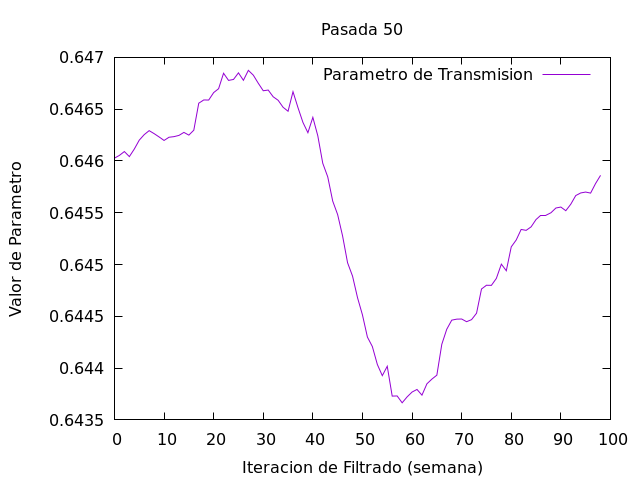 Pasada 50
Parametro de Transmision
0.647
0.6465
0.646
0.6455
0.645
0.6445
0.644
0.6435
Valor de Parametro
0 10 20 30 40 50 60 70 80 90 100
Iteracion de Filtrado (semana)